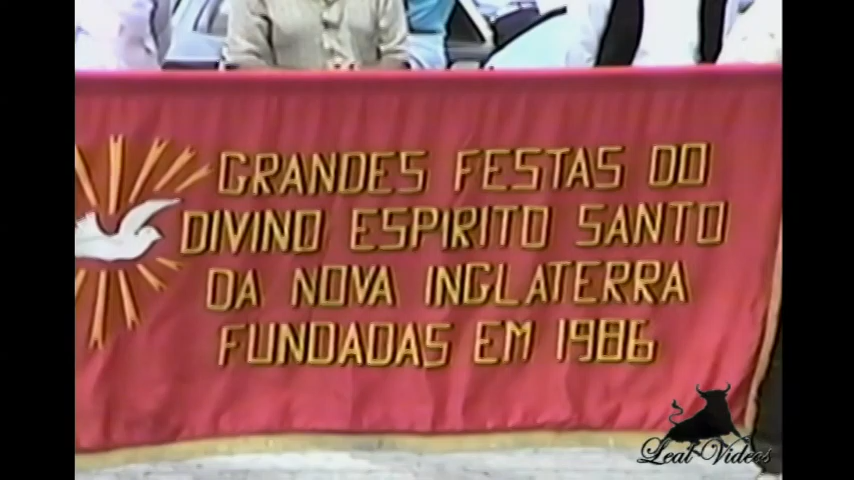 GRANDES FESTAS DO
DIVINO ESPIRITO SANTO
DA NOVA INGLATERRA
FUNDADAS EM 1986
Leal Videos